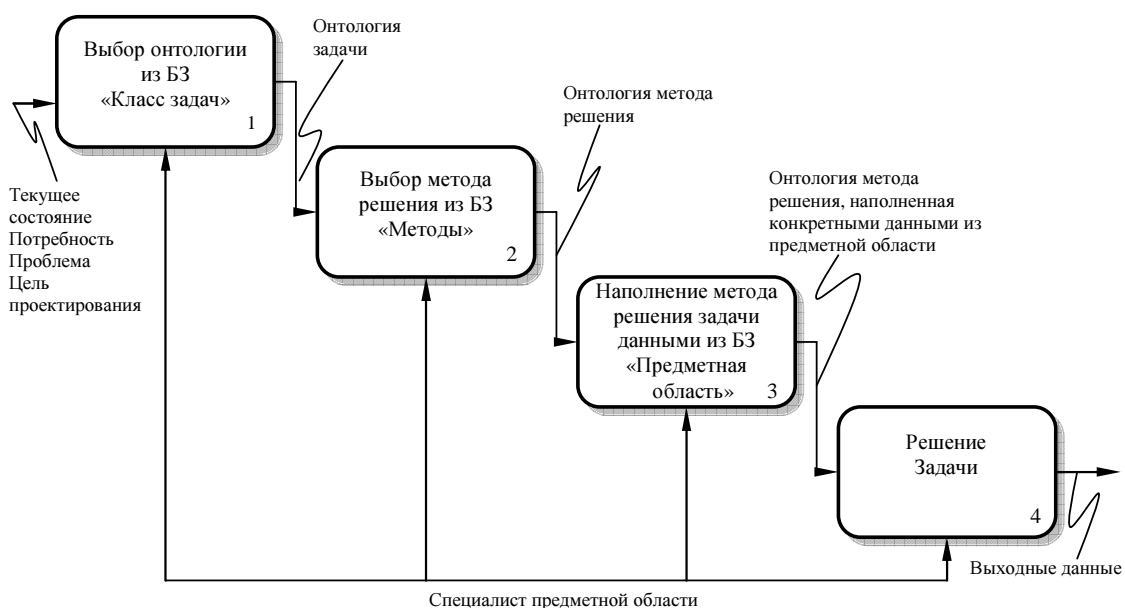 Выбор онтологии
из БЗ
«Класс задач»
1
Онтология
задачи
Текущее
состояние
Потребность
Проблема
Цель
проектирования
Выбор метода
решения из БЗ
«Методы»
2
Онтология метода
решения
Наполнение метода
решения задачи
данными из БЗ
«Предметная
область»
3
Онтология метода
решения, наполненная
конкретными данными из
предметной области
Решение
Задачи
4
Выходные данные
Специалист предметной области